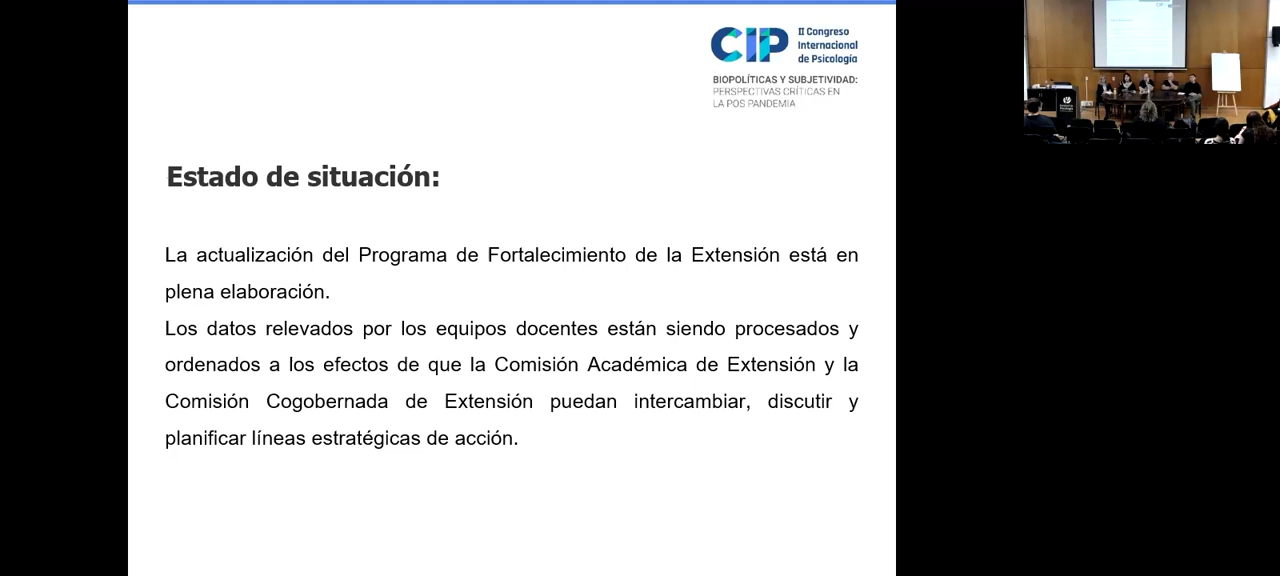 CIP
II Congreso
Internacional
de Psicología
BIOPOLÍTICAS Y SUBJETIVIDAD:
PERSPECTIVAS CRÍTICAS EN
LA POS PANDEMIA
Estado de situación:
La actualización del Programa de Fortalecimiento de la Extensión está en
plena elaboración.
Los datos relevados por los equipos docentes están siendo procesados y
ordenados a los efectos de que la Comisión Académica de Extensión y la
Comisión Cogobernada de Extensión puedan intercambiar, discutir y
planificar líneas estratégicas de acción.